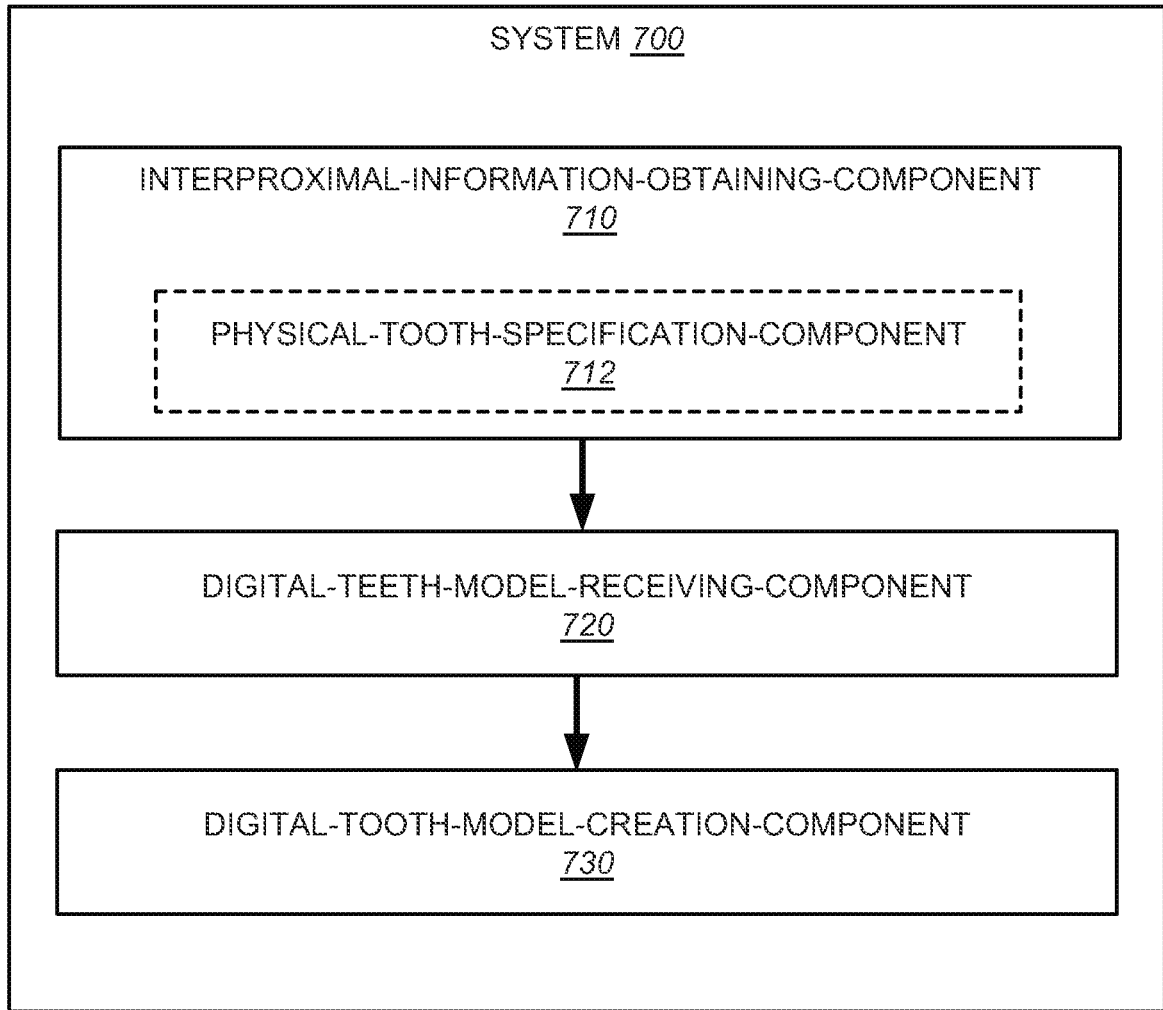 SYSTEM 700
INTERPROXIMAL-INFORMATION-OBTAINING-COMPONENT
710
PHYSICAL-TOOTH-SPECIFICATION-COMPONENT
712
DIGITAL-TEETH-MODEL-RECEIVING-COMPONENT
720
DIGITAL-TOOTH-MODEL-CREATION-COMPONENT
730